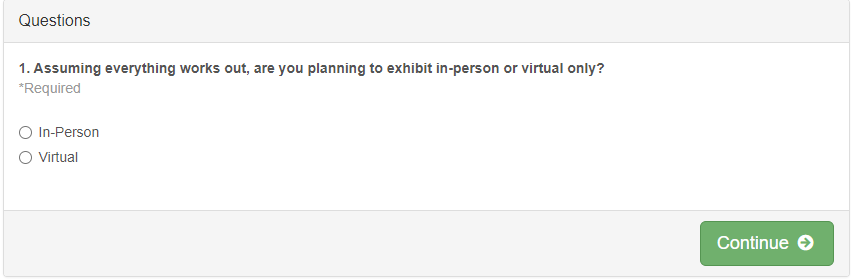 Questions
1. Assuming everything works out, are you planning to exhibit in-person or virtual only?
*Required
In-Person
Virtual
Continue